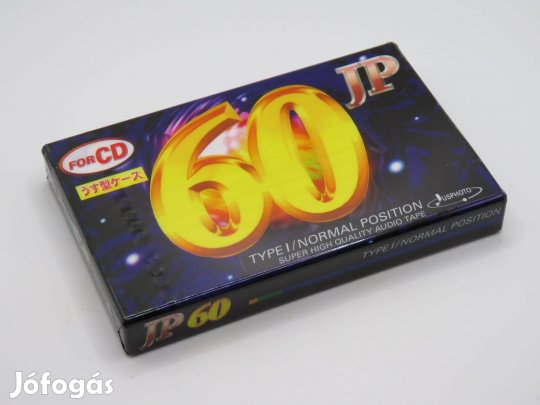 JP
FOR CD
うす型ケース
60
TYPE I/NORMAL POSITION
SUPER HIGH QUALITY AUDIO TAPE
JUSPHOTO
JP 60
TYPE I/NORMAL POSITION
Jófogás